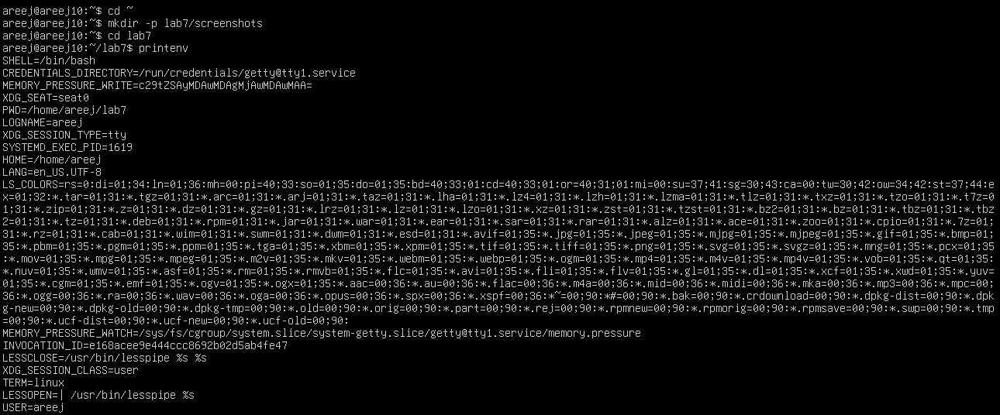 areej@areej10:~$ cd ~
areej@areej10:~$ mkdir -p lab7/screenshots
areej@areej10:~$ cd lab7
areej@areej10:~/lab7$ printenv
SHELL=/bin/bash
CREDENTIALS_DIRECTORY=/run/credentials/getty@tty1.service
MEMORY_PRESSURE_WRITE=c29tZSAyMDAwMDAgMjAwMDAwMAA=
XDG_SEAT=seat0
PWD=/home/areej/lab7
LOGNAME=areej
XDG_SESSION_TYPE=tty
SYSTEMD_EXEC_PID=1619
HOME=/home/areej
LANG=en_US.UTF-8
LS_COLORS=rs=0:di=01;34:ln=01;36:mh=00:pi=40;33:so=01;35:do=01;35:bd=40;33;01:cd=40;33;01:or=40;31;01:mi=00:su=37;41:sg=30;43:ca=00:tw=30;42:ow=34;42:st=37;44:e
x=01;32:*.tar=01;31:*.tgz=01;31:*.arc=01;31:*.arj=01;31:*.taz=01;31:*.lha=01;31:*.lz4=01;31:*.lzh=01;31:*.lzma=01;31:*.tlz=01;31:*.txz=01;31:*.tzo=01;31:*.t7z=0
1;31:*.zip=01;31:*.z=01;31:*.dz=01;31:*.gz=01;31:*.lrz=01;31:*.lz=01;31:*.lzo=01;31:*.xz=01;31:*.zst=01;31:*.tzst=01;31:*.bz2=01;31:*.bz=01;31:*.tbz=01;31:*.tbz
2=01;31:*.tz=01;31:*.deb=01;31:*.rpm=01;31:*.jar=01;31:*.war=01;31:*.ear=01;31:*.sar=01;31:*.rar=01;31:*.alz=01;31:*.ace=01;31:*.zoo=01;31:*.cpio=01;31:*.7z=01;
31:*.rz=01;31:*.cab=01;31:*.wim=01;31:*.swm=01;31:*.dwm=01;31:*.esd=01;31:*.avif=01;35:*.jpg=01;35:*.jpeg=01;35:*.mjpg=01;35:*.mjpeg=01;35:*.gif=01;35:*.bmp=01;
35:*.pbm=01;35:*.pgm=01;35:*.ppm=01;35:*.tga=01;35:*.xbm=01;35:*.xpm=01;35:*.tif=01;35:*.tiff=01;35:*.png=01;35:*.svg=01;35:*.svgz=01;35:*.mng=01;35:*.pcx=01;35
:*.mov=01;35:*.mpg=01;35:*.mpeg=01;35:*.m2v=01;35:*.mkv=01;35:*.webm=01;35:*.webp=01;35:*.ogm=01;35:*.mp4=01;35:*.m4v=01;35:*.mp4v=01;35:*.vob=01;35:*.qt=01;35:
*.nuv=01;35:*.wmv=01;35:*.asf=01;35:*.rm=01;35:*.rmvb=01;35:*.flc=01;35:*.avi=01;35:*.fli=01;35:*.flv=01;35:*.gl=01;35:*.dl=01;35:*.xcf=01;35:*.xwd=01;35:*.yuv=
01;35:*.cgm=01;35:*.emf=01;35:*.ogv=01;35:*.ogx=01;35:*.aac=00;36:*.au=00;36:*.flac=00;36:*.m4a=00;36:*.mid=00;36:*.midi=00;36:*.mka=00;36:*.mp3=00;36:*.mpc=00;
36:*.ogg=00;36:*.ra=00;36:*.wav=00;36:*.oga=00;36:*.opus=00;36:*.spx=00;36:*.xspf=00;36:*~=00;90:*#=00;90:*.bak=00;90:*.crdownload=00;90:*.dpkg-dist=00;90:*.dpk
g-new=00;90:*.dpkg-old=00;90:*.dpkg-tmp=00;90:*.old=00;90:*.orig=00;90:*.part=00;90:*.rej=00;90:*.rpmnew=00;90:*.rpmorig=00;90:*.rpmsave=00;90:*.swp=00;90:*.tmp
=00;90:*.ucf-dist=00;90:*.ucf-new=00;90:*.ucf-old=00;90:
MEMORY_PRESSURE_WATCH=/sys/fs/cgroup/system.slice/system-getty.slice/getty@tty1.service/memory.pressure
INVOCATION_ID=e168acee9e444ccc8692b02d5ab4fe47
LESSCLOSE=/usr/bin/lesspipe %s %s
XDG_SESSION_CLASS=user
TERM=linux
LESSOPEN=| /usr/bin/lesspipe %s
USER=areej